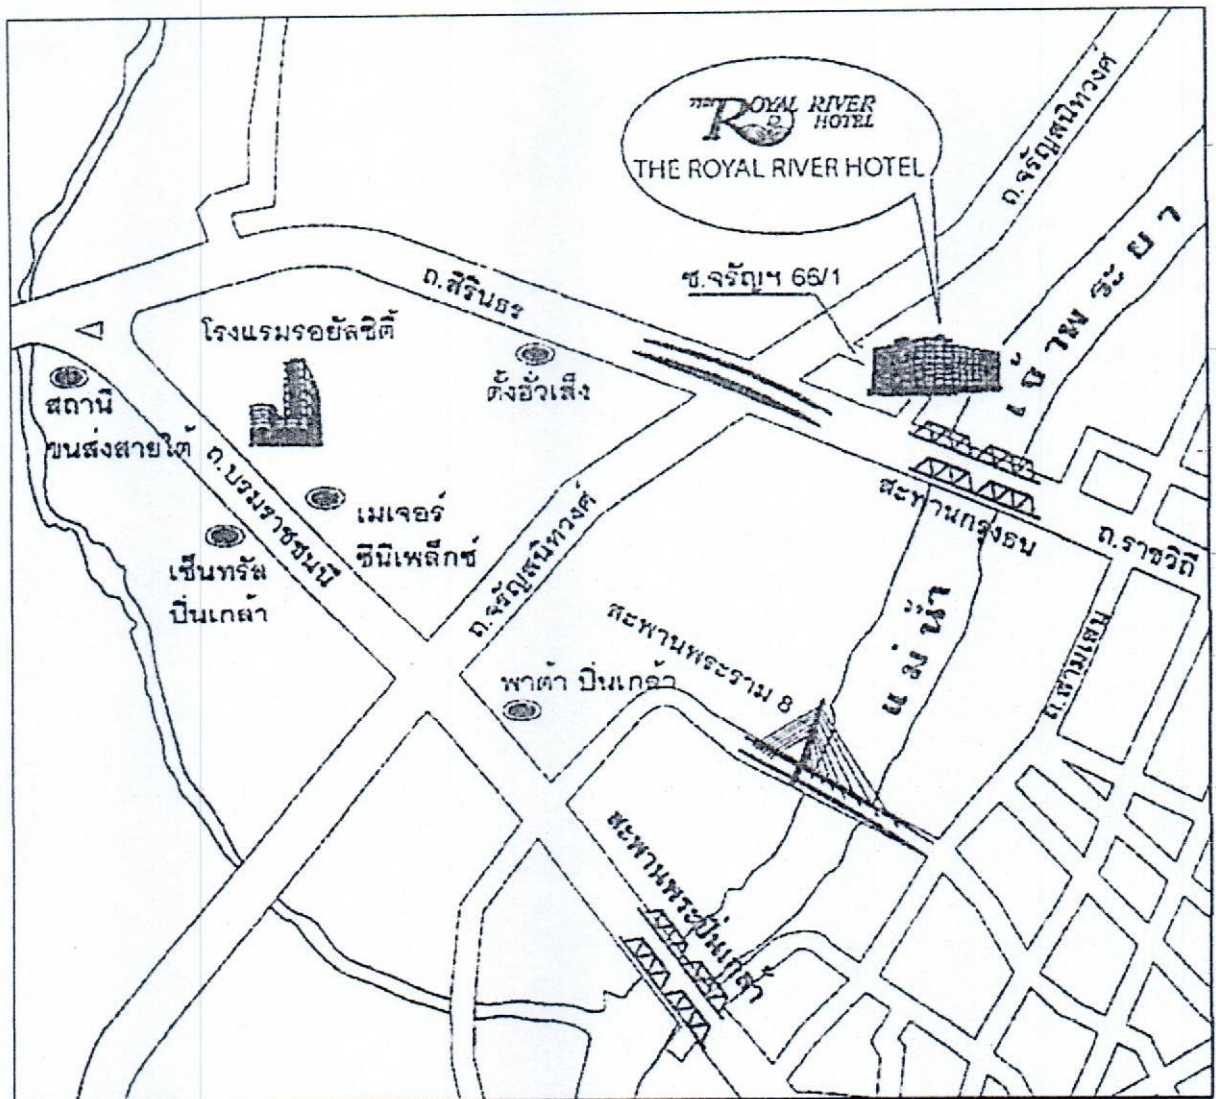 THE ROYAL RIVER
HOTEL
THE ROYAL RIVER HOTEL
ถ.จรัญสนิทวงศ์
ซ.จรัญฯ 66/1
ถ.สิรินธร
โรงแรมรอยัลซิตี้
ตั้งฮั่วเส็ง
สถานี
ขนส่งสายใต้
ถ.บรมราชชนนี
เมเจอร์
ซีนีเพล็กซ์
เซ็นทรัล
ปิ่นเกล้า
ถ.จรัญสนิทวงศ์
สะพานกรุงธน
ถ.ราชวิถี
แม่น้ำ
เจ้าพระยา
สามเสน
สะพานพระราม 8
พาต้า ปิ่นเกล้า
สะพานพระปิ่นเกล้า